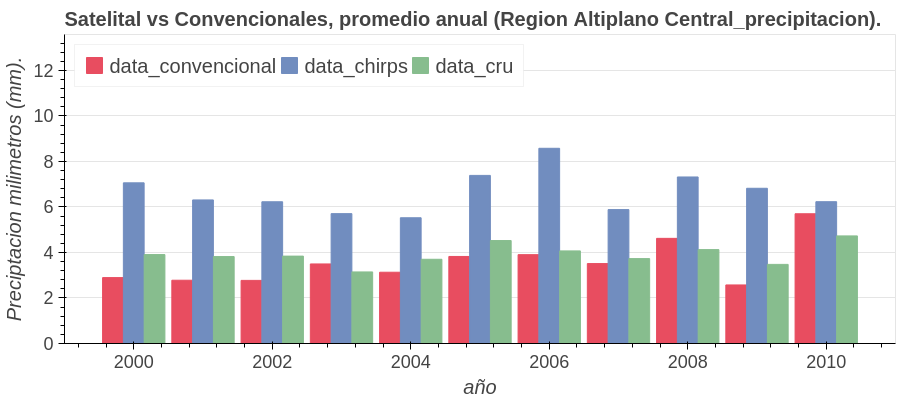 Satelital vs Convencionales, promedio anual (Region Altiplano Central_precipitacion).
data_convencional data_chirps data_cru
Preciptacion milimetros (mm).
12
10
8
6
4
2
0
2000 2002 2004 2006 2008 2010
año